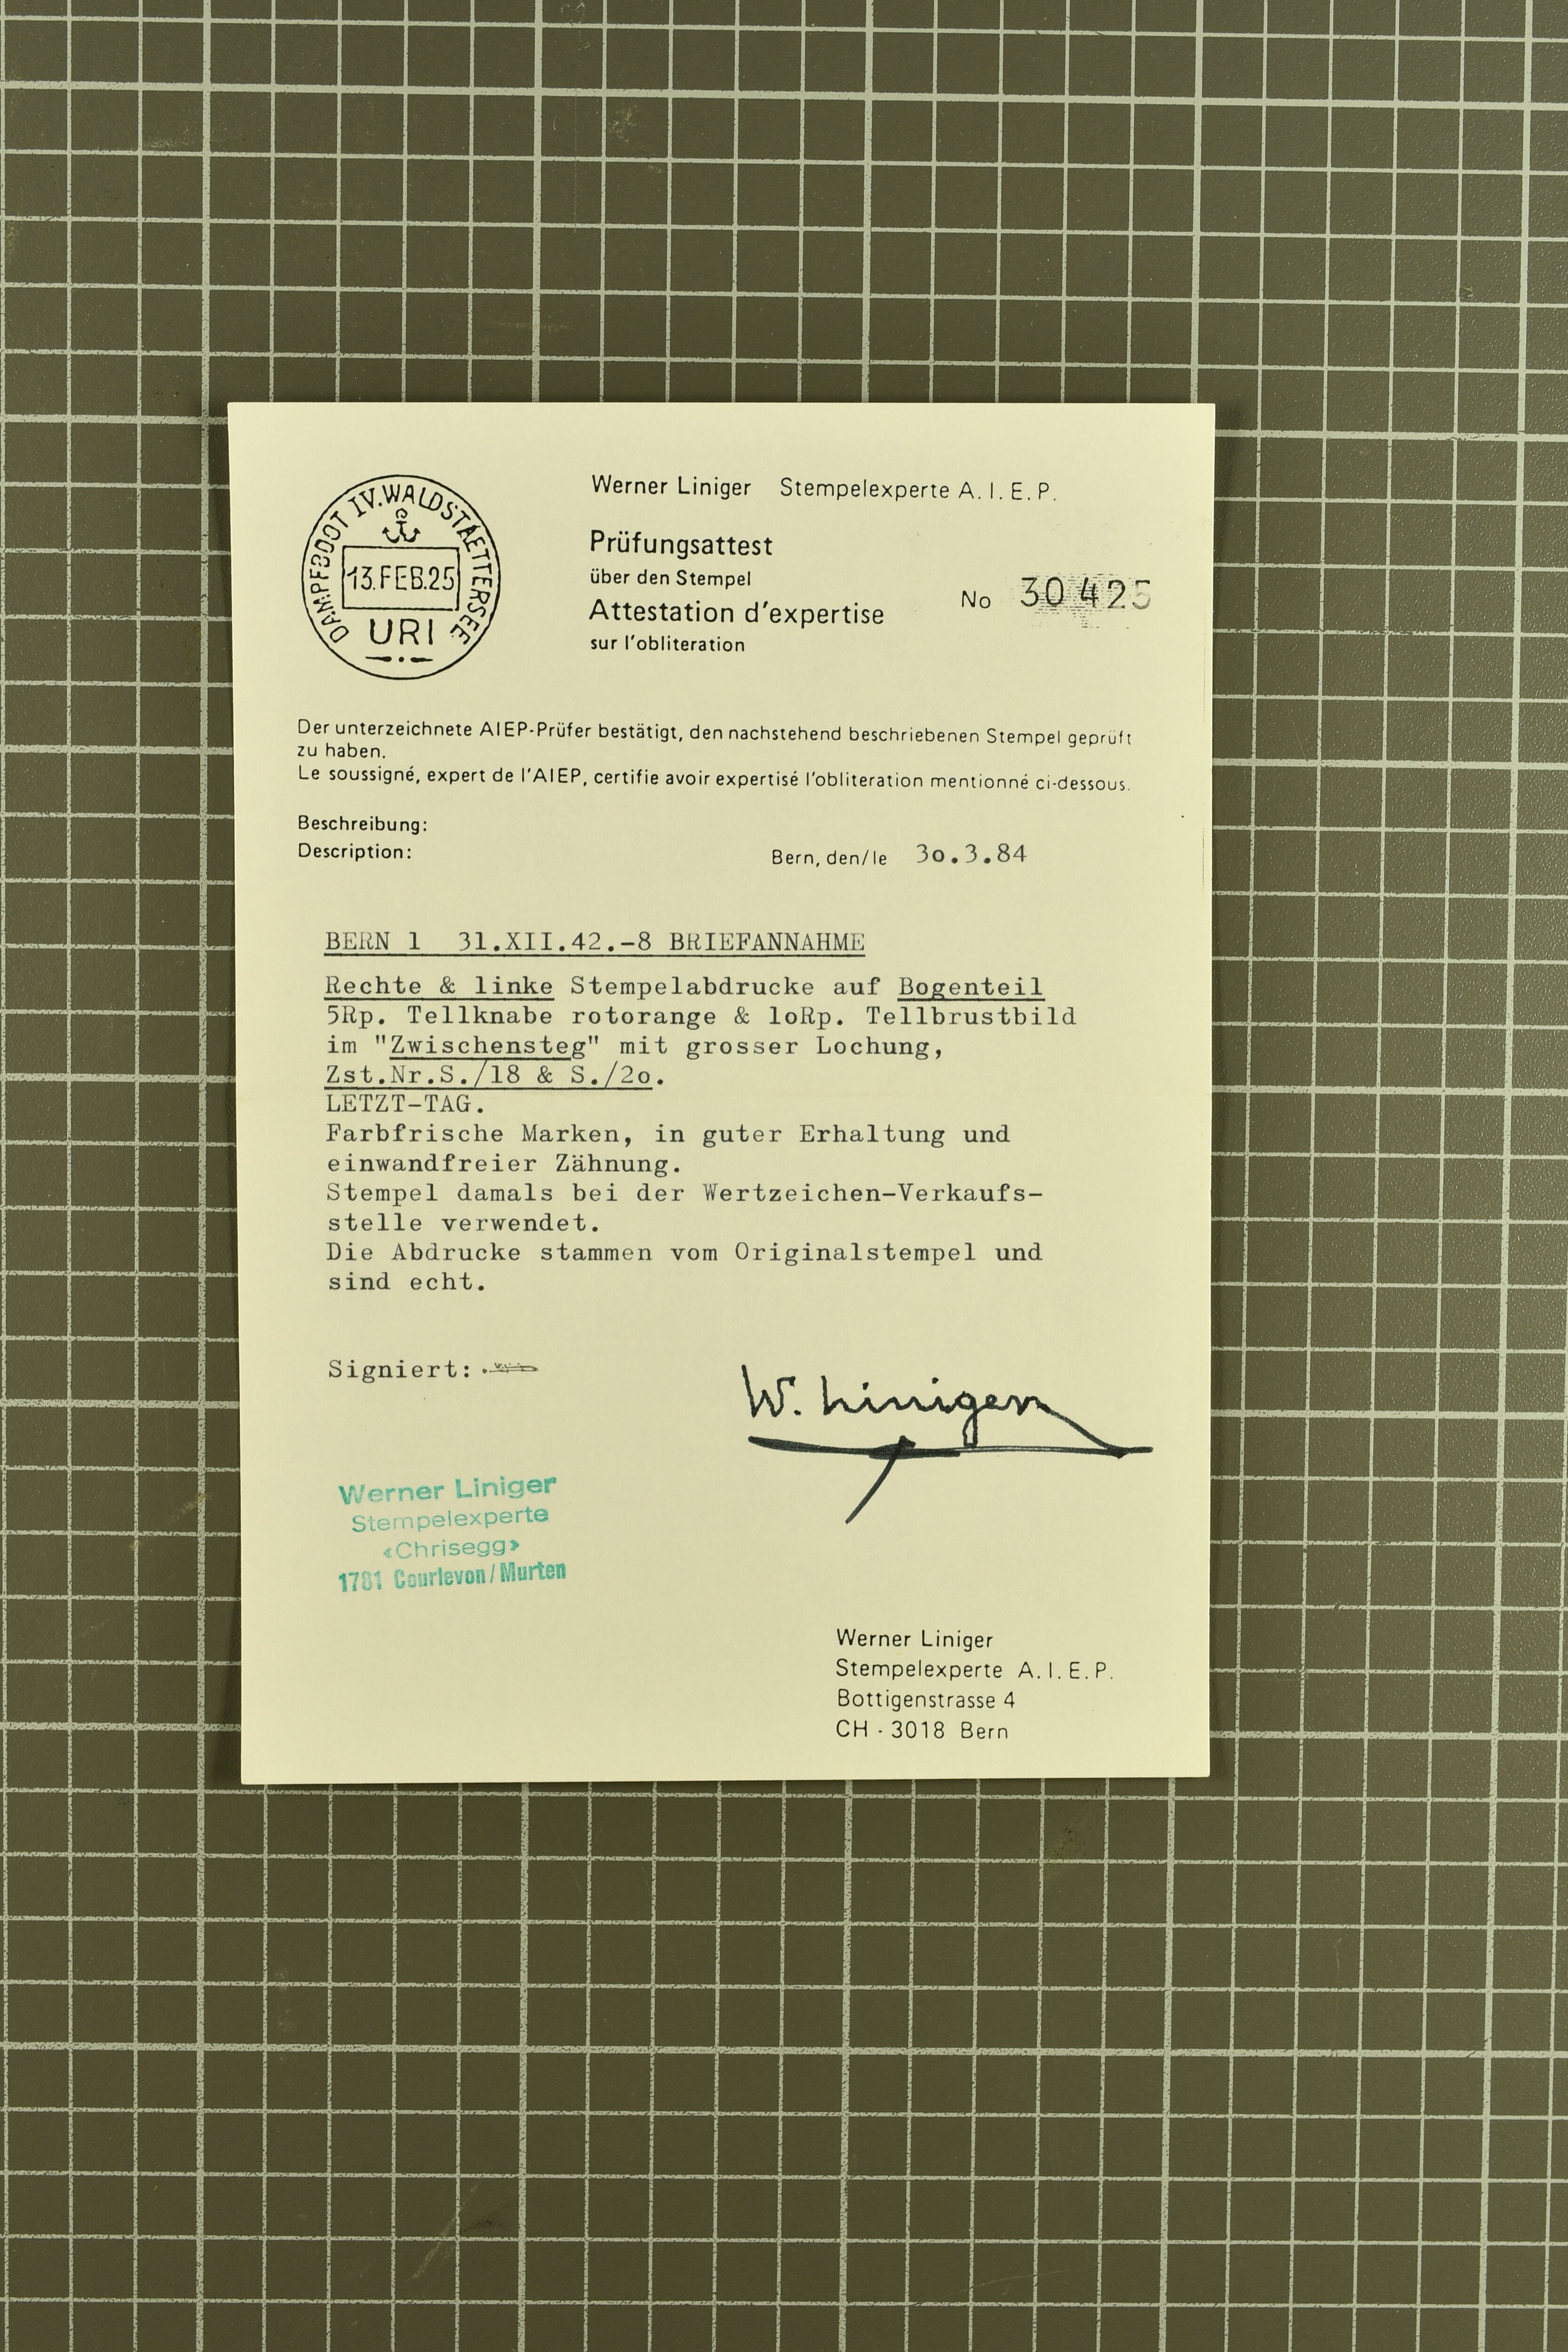 DAMPFBOOT IV. WALDSTAETTERSEE
13. FEB. 25
URI
Werner Liniger Stempelexperte A. I. E. P.
Prüfungsattest
über den Stempel
Attestation d'expertise
sur l'obliteration
No 30425
Der unterzeichnete AIEP-Prüfer bestätigt, den nachstehend beschriebenen Stempel geprüft
zu haben.
Le soussigné, expert de l'AIEP, certifie avoir expertisé l'obliteration mentionné ci-dessous.
Beschreibung:
Description:
Bern, den/le 3o.3.84
BERN 1 31.XII.42.-8 BRIEFANNAHME
Rechte & linke Stempelabdrucke auf Bogenteil
5Rp. Tellknabe rotorange & loRp. Tellbrustbild
im "Zwischensteg" mit grosser Lochung,
Zst.Nr.S./18 & S./2o.
LETZT-TAG.
Farbfrische Marken, in guter Erhaltung und
einwandfreier Zähnung.
Stempel damals bei der Wertzeichen-Verkaufs-
stelle verwendet.
Die Abdrucke stammen vom Originalstempel und
sind echt.
Signiert:
W. Liniger
Werner Liniger
Stempelexperte
«Chrisegg»
1781 Courlevon / Murten
Werner Liniger
Stempelexperte A. I. E. P.
Bottigenstrasse 4
CH - 3018 Bern